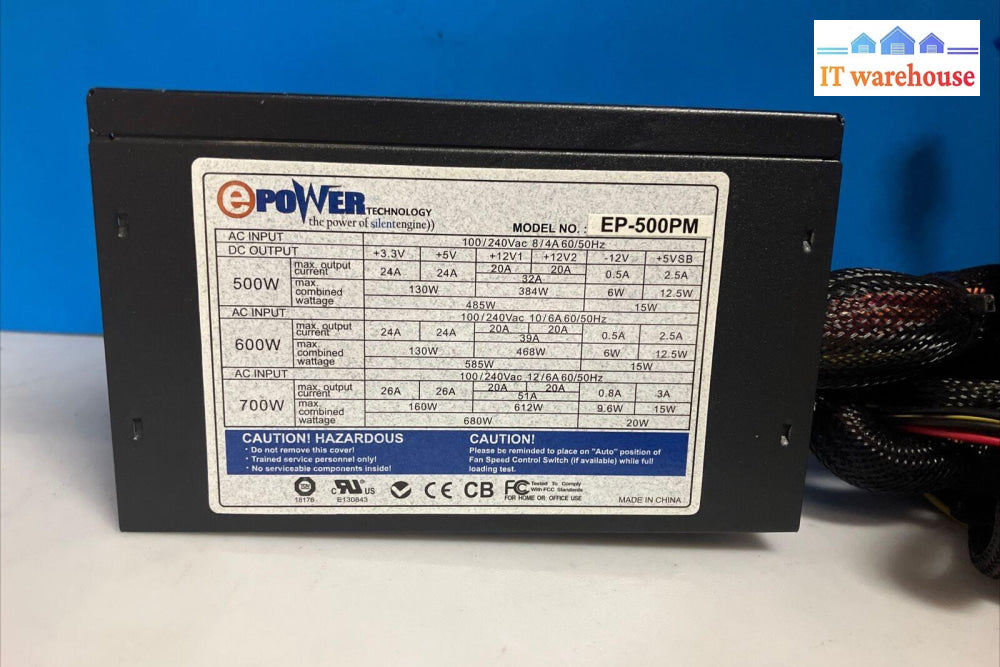 IT warehouse
ePOWER TECHNOLOGY
the power of silentengine))
MODEL NO. : EP-500PM
AC INPUT 100/240Vac 8/4A 60/50Hz
DC OUTPUT +3.3V +5V +12V1 +12V2 -12V +5VSB
500W max. output current 24A 24A 20A 20A 32A 0.5A 2.5A
max. combined wattage 130W 384W 6W 12.5W
485W 15W
AC INPUT 100/240Vac 10/6A 60/50Hz
600W max. output current 24A 24A 20A 20A 39A 0.5A 2.5A
max. combined wattage 130W 468W 6W 12.5W
585W 15W
AC INPUT 100/240Vac 12/6A 60/50Hz
700W max. output current 26A 26A 20A 20A 51A 0.8A 3A
max. combined wattage 160W 612W 9.6W 15W
680W 20W
CAUTION! HAZARDOUS
· Do not remove this cover!
· Trained service personnel only!
· No serviceable components inside!
CAUTION!
Please be reminded to place on "Auto" position of
Fan Speed Control Switch (if available) while full
loading test.
16176
c RU US
E130843
CE CB FC
Tested To Comply
With FCC Standards
FOR HOME OR OFFICE USE
MADE IN CHINA